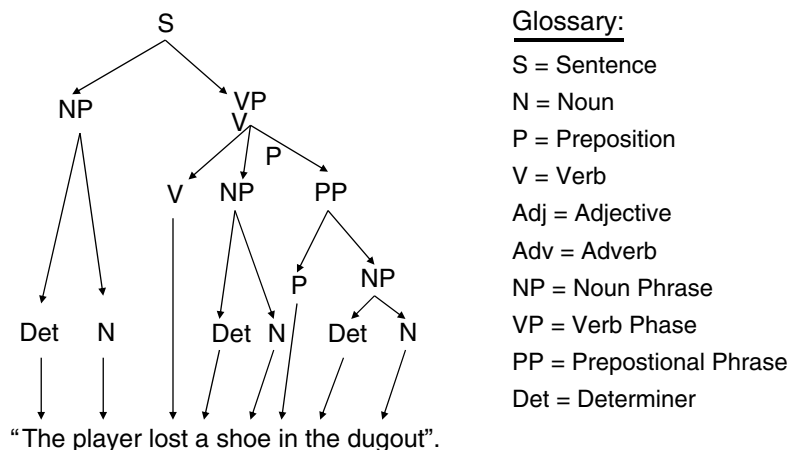 S
NP VP
V
P
V NP PP
P NP
Det N Det N Det N
“The player lost a shoe in the dugout”.
Glossary:
S = Sentence
N = Noun
P = Preposition
V = Verb
Adj = Adjective
Adv = Adverb
NP = Noun Phrase
VP = Verb Phase
PP = Prepostional Phrase
Det = Determiner